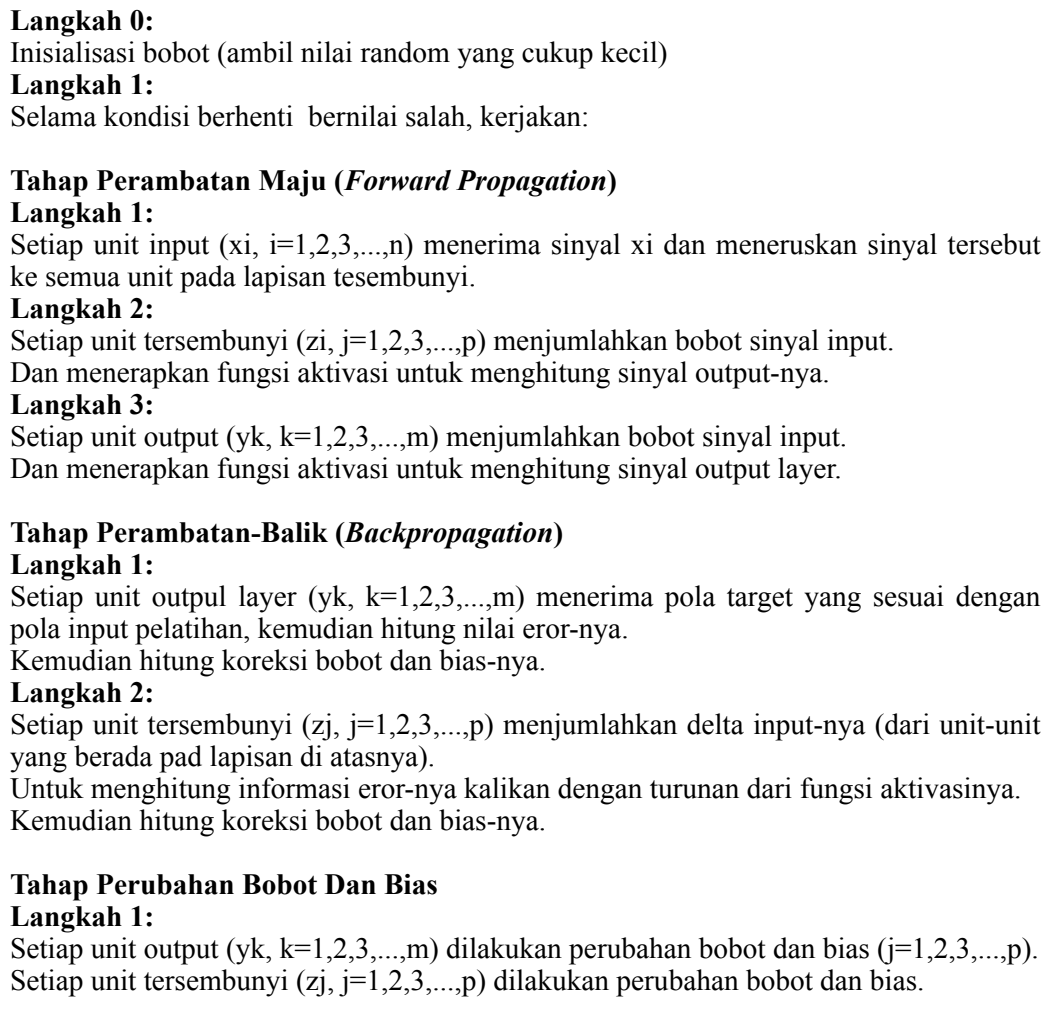 Langkah 0:
Inisialisasi bobot (ambil nilai random yang cukup kecil)
Langkah 1:
Selama kondisi berhenti  bernilai salah, kerjakan:
Tahap Perambatan Maju (Forward Propagation)
Langkah 1:
Setiap unit input (xi, i=1,2,3,...,n) menerima sinyal xi dan meneruskan sinyal tersebut
ke semua unit pada lapisan tesembunyi.
Langkah 2:
Setiap unit tersembunyi (zi, j=1,2,3,...,p) menjumlahkan bobot sinyal input.
Dan menerapkan fungsi aktivasi untuk menghitung sinyal output-nya.
Langkah 3:
Setiap unit output (yk, k=1,2,3,...,m) menjumlahkan bobot sinyal input.
Dan menerapkan fungsi aktivasi untuk menghitung sinyal output layer.
Tahap Perambatan-Balik (Backpropagation)
Langkah 1:
Setiap unit outpul layer (yk, k=1,2,3,...,m) menerima pola target yang sesuai dengan
pola input pelatihan, kemudian hitung nilai eror-nya.
Kemudian hitung koreksi bobot dan bias-nya.
Langkah 2:
Setiap unit tersembunyi (zj, j=1,2,3,...,p) menjumlahkan delta input-nya (dari unit-unit
yang berada pad lapisan di atasnya).
Untuk menghitung informasi eror-nya kalikan dengan turunan dari fungsi aktivasinya.
Kemudian hitung koreksi bobot dan bias-nya.
Tahap Perubahan Bobot Dan Bias
Langkah 1:
Setiap unit output (yk, k=1,2,3,...,m) dilakukan perubahan bobot dan bias (j=1,2,3,...,p).
Setiap unit tersembunyi (zj, j=1,2,3,...,p) dilakukan perubahan bobot dan bias.